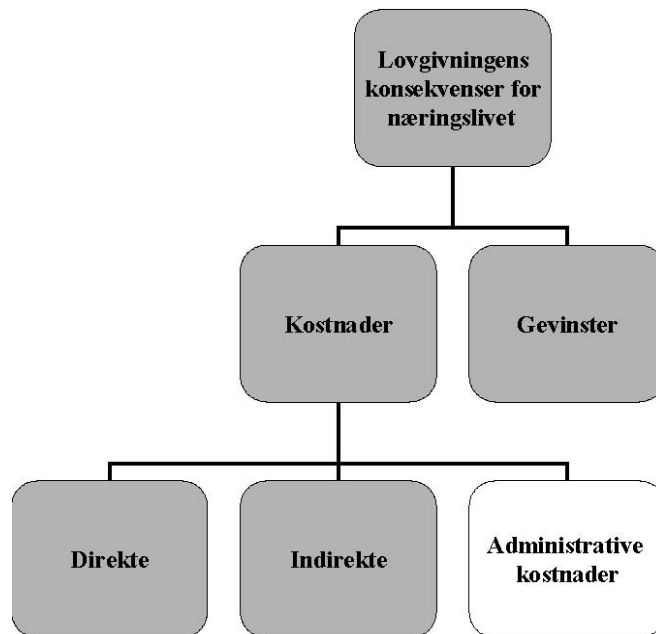 Lovgivningens
konsekvenser for
næringslivet
Kostnader
Gevinster
Direkte
Indirekte
Administrative
kostnader